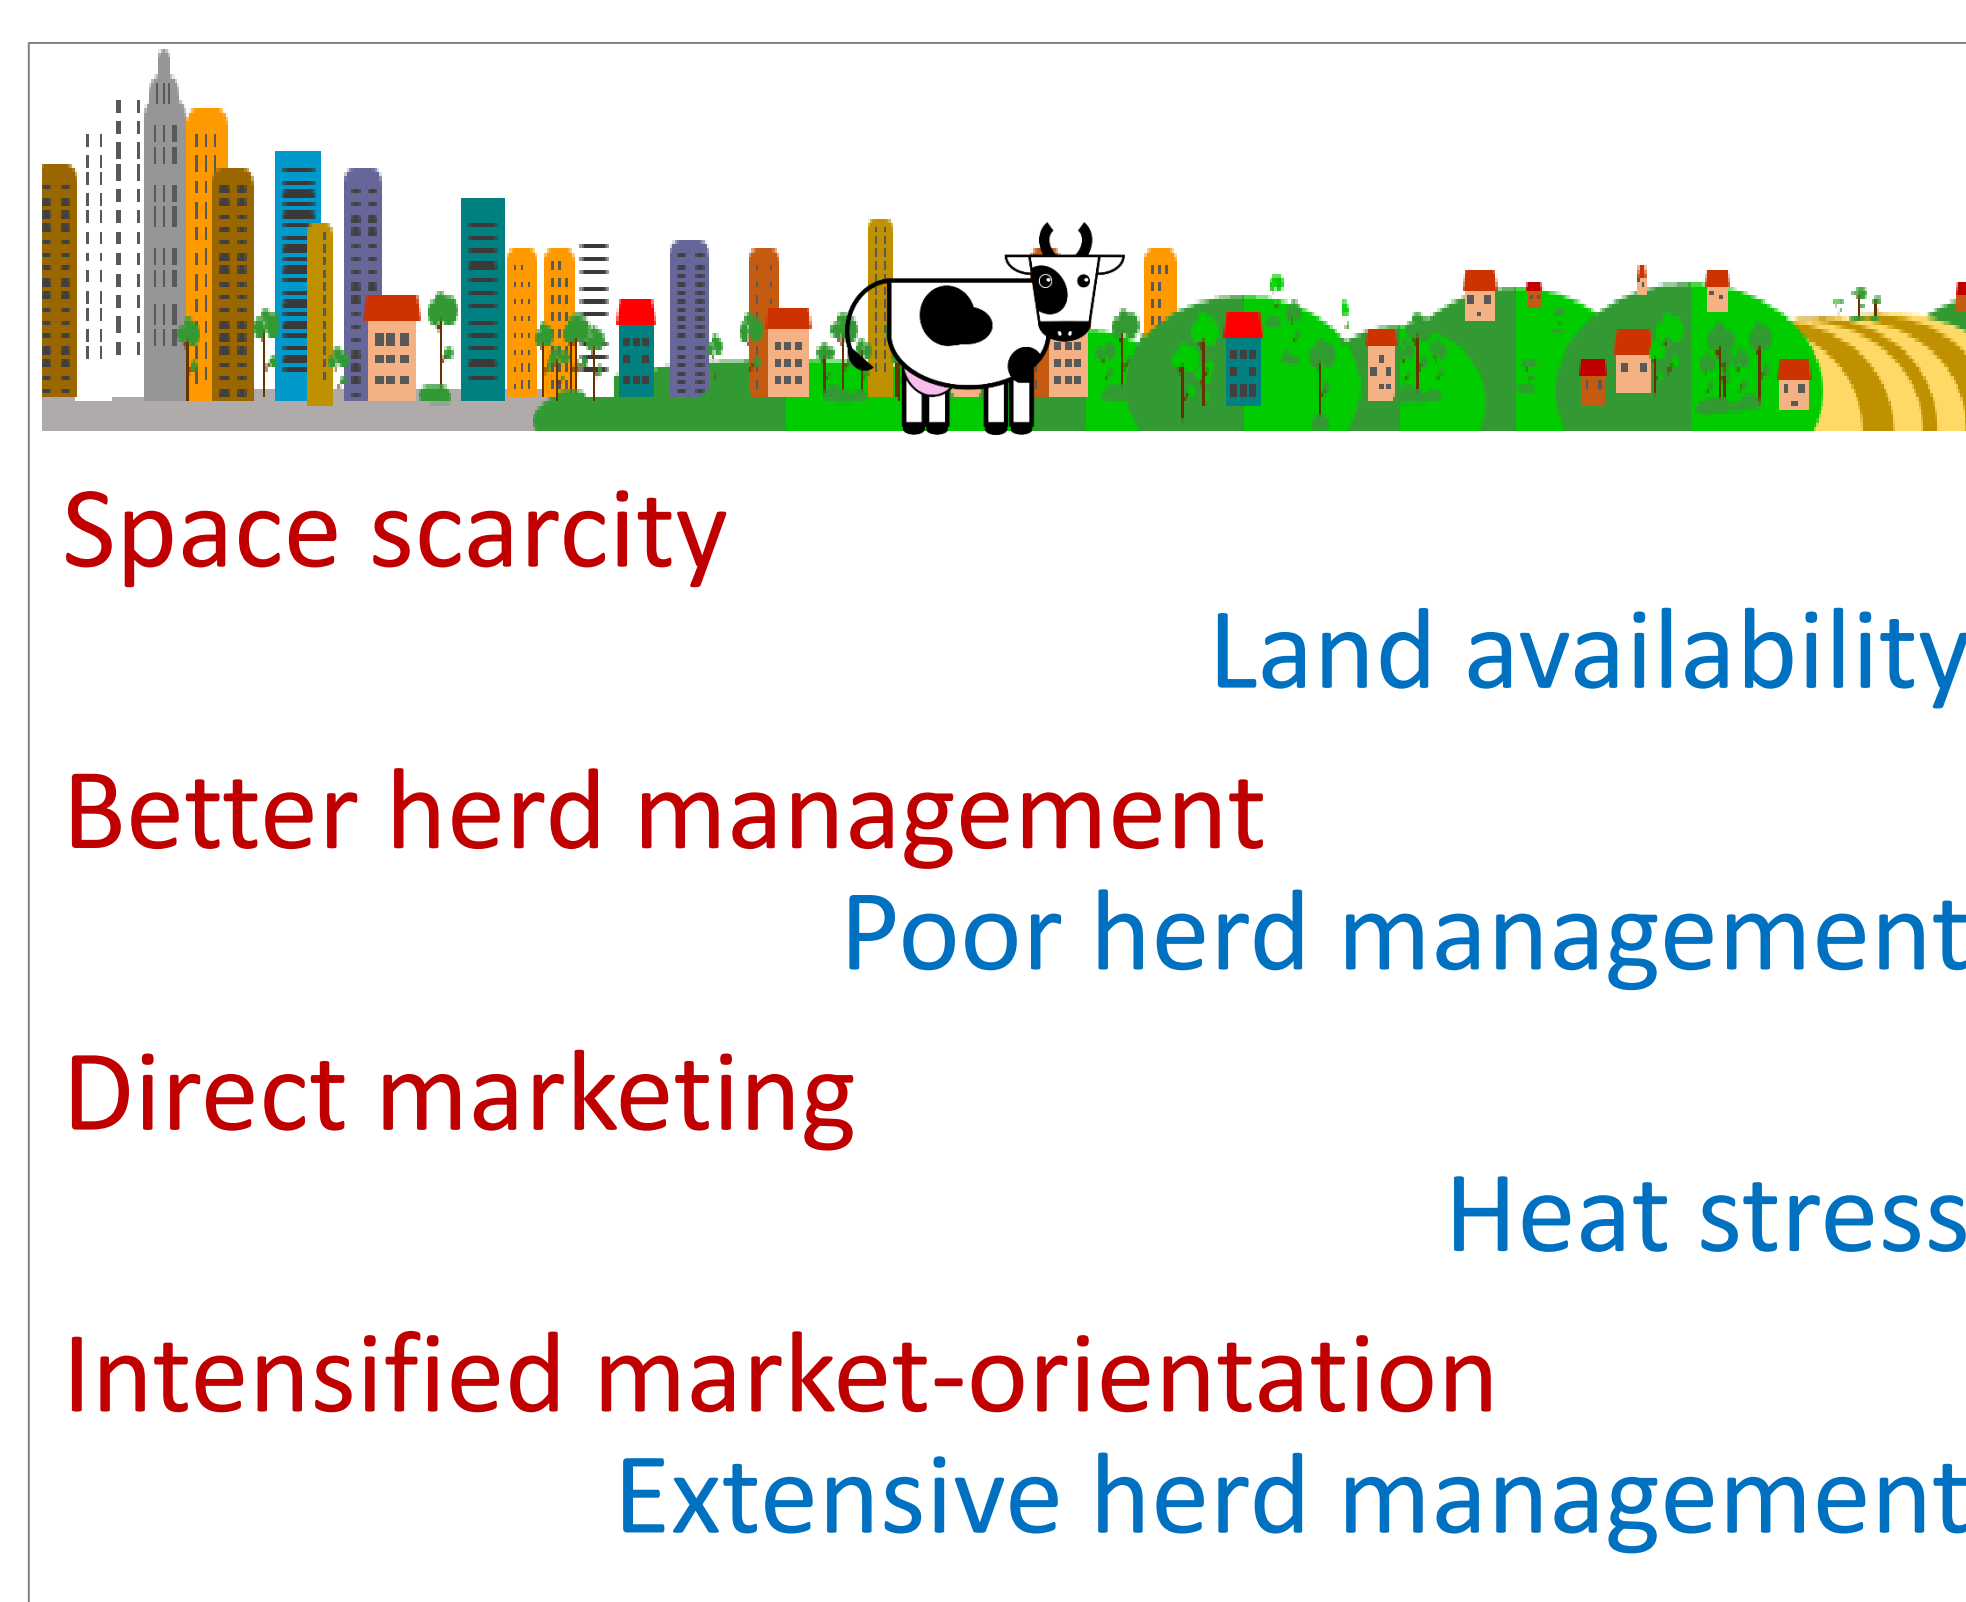 Space scarcity
Land availability
Better herd management
Poor herd management
Direct marketing
Heat stress
Intensified market-orientation
Extensive herd management